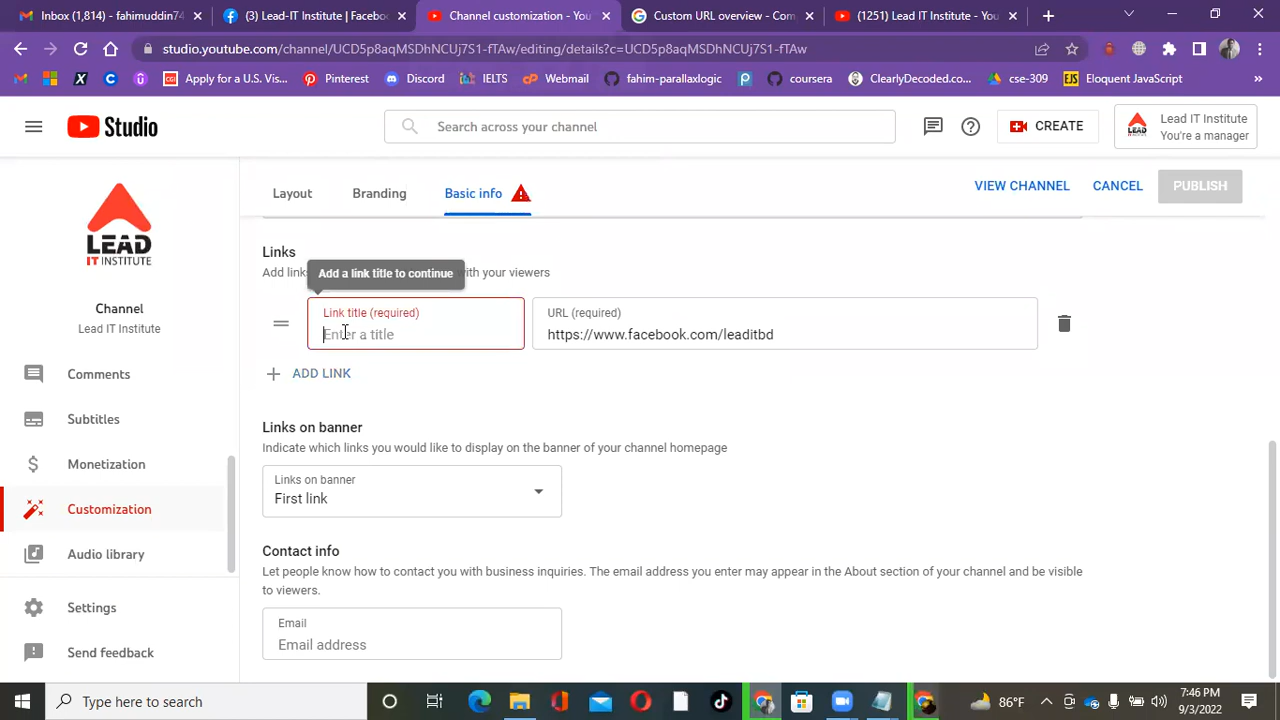 fahimuddin74
(3) Lead IT Institute | Facebook
Channel customization - You
Custom URL overview - Com
(1251) Lead IT Institute - You
studio.youtube.com/channel/UCD5p8aqMSDhNCUj7S1-fTAw/editing/details?c=UCD5p8aqMSDhNCUj7S1-fTAw
Apply for a U.S. Vis...
Pinterest
Discord
IELTS
Webmail
fahim-parallaxlogic
coursera
ClearlyDecoded.co...
cse-309
EJS
Eloquent JavaScript
»
Studio
Search across your channel
CREATE
Lead IT Institute
You're a manager
LEAD
IT INSTITUTE
Channel
Lead IT Institute
Comments
Subtitles
Monetization
Customization
Audio library
Settings
Send feedback
Layout
Branding
Basic info
VIEW CHANNEL
CANCEL
PUBLISH
Links
Add links with your viewers
Add a link title to continue
Link title (required)
Enter a title
URL (required)
https://www.facebook.com/leaditbd
ADD LINK
Links on banner
Indicate which links you would like to display on the banner of your channel homepage
Links on banner
First link
Contact info
Let people know how to contact you with business inquiries. The email address you enter may appear in the About section of your channel and be visible
to viewers.
Email
Email address
Type here to search
86°F
7:46 PM
9/3/2022